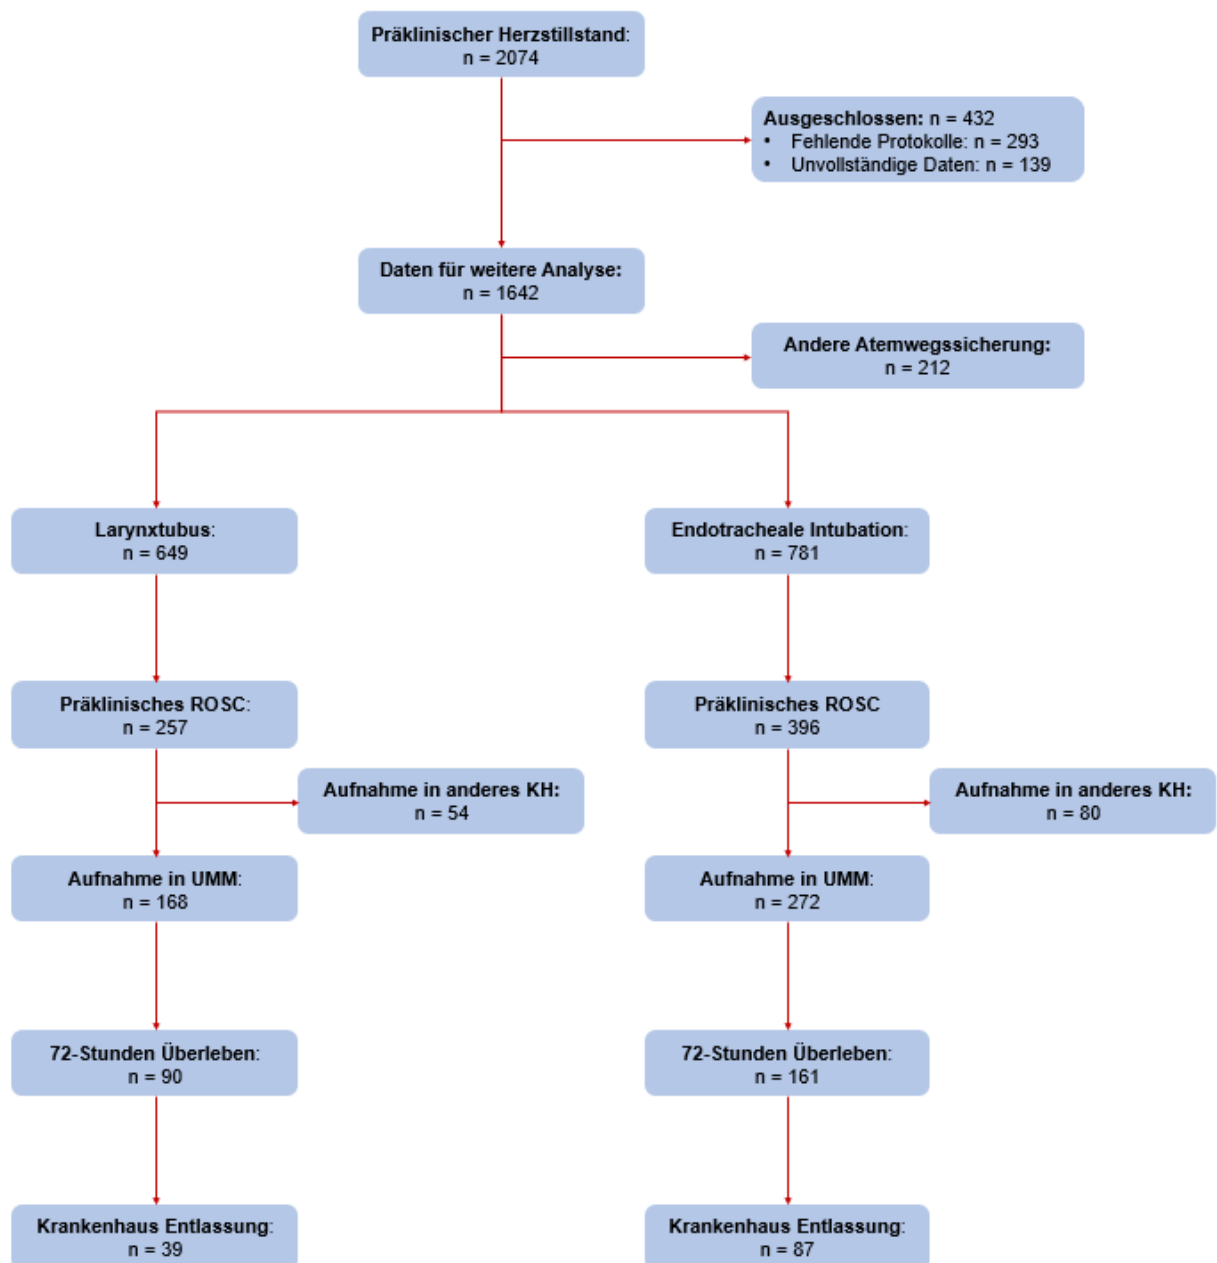 Präklinischer Herzstillstand:
n = 2074
Ausgeschlossen: n = 432
• Fehlende Protokolle: n = 293
• Unvollständige Daten: n = 139
Daten für weitere Analyse:
n = 1642
Andere Atemwegssicherung:
n = 212
Larynxtubus:
n = 649
Endotracheale Intubation:
n = 781
Präklinisches ROSC:
n = 257
Präklinisches ROSC
n = 396
Aufnahme in anderes KH:
n = 54
Aufnahme in anderes KH:
n = 80
Aufnahme in UMM:
n = 168
Aufnahme in UMM:
n = 272
72-Stunden Überleben:
n = 90
72-Stunden Überleben:
n = 161
Krankenhaus Entlassung:
n = 39
Krankenhaus Entlassung:
n = 87